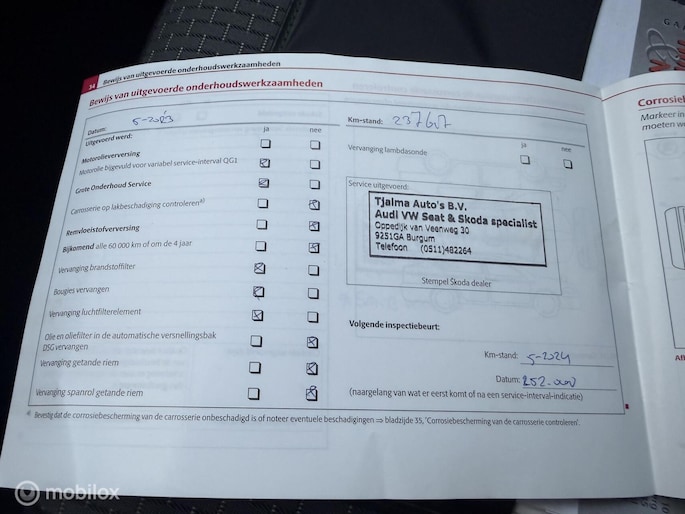 34 Bewijs van uitgevoerde onderhoudswerkzaamheden
Bewijs van uitgevoerde onderhoudswerkzaamheden
Datum: 5-2023
Km-stand: 237617
Uitgevoerd werd:
ja nee
Motorolieverversing
Motorolie bijgevuld voor variabel service-interval QG1
Grote Onderhoud Service
Carrosserie op lakbeschadiging controlerenᵃ⁾
Remvloeistofverversing
Bijkomend alle 60 000 km of om de 4 jaar
Vervanging brandstoffilter
Bougies vervangen
Vervanging luchtfilterelement
Olie en oliefilter in de automatische versnellingsbak
DSG vervangen
Vervanging getande riem
Vervanging spanrol getande riem
ja nee
Vervanging lambdasonde
Service uitgevoerd:
Tjalma Auto's B.V.
Audi VW Seat & Skoda specialist
Oppedijk van Veenweg 30
9251GA Burgum
Telefoon (0511)482264
Stempel Škoda dealer
Volgende inspectiebeurt:
Km-stand: 5-2024
Datum: 252.000
(naargelang van wat er eerst komt of na een service-interval-indicatie)
ᵃ⁾ Bevestig dat de corrosiebescherming van de carrosserie onbeschadigd is of noteer eventuele beschadigingen ⇒ bladzijde 35, 'Corrosiebescherming van de carrosserie controleren'.
Corrosie
Markeer in
moeten we
mobilox